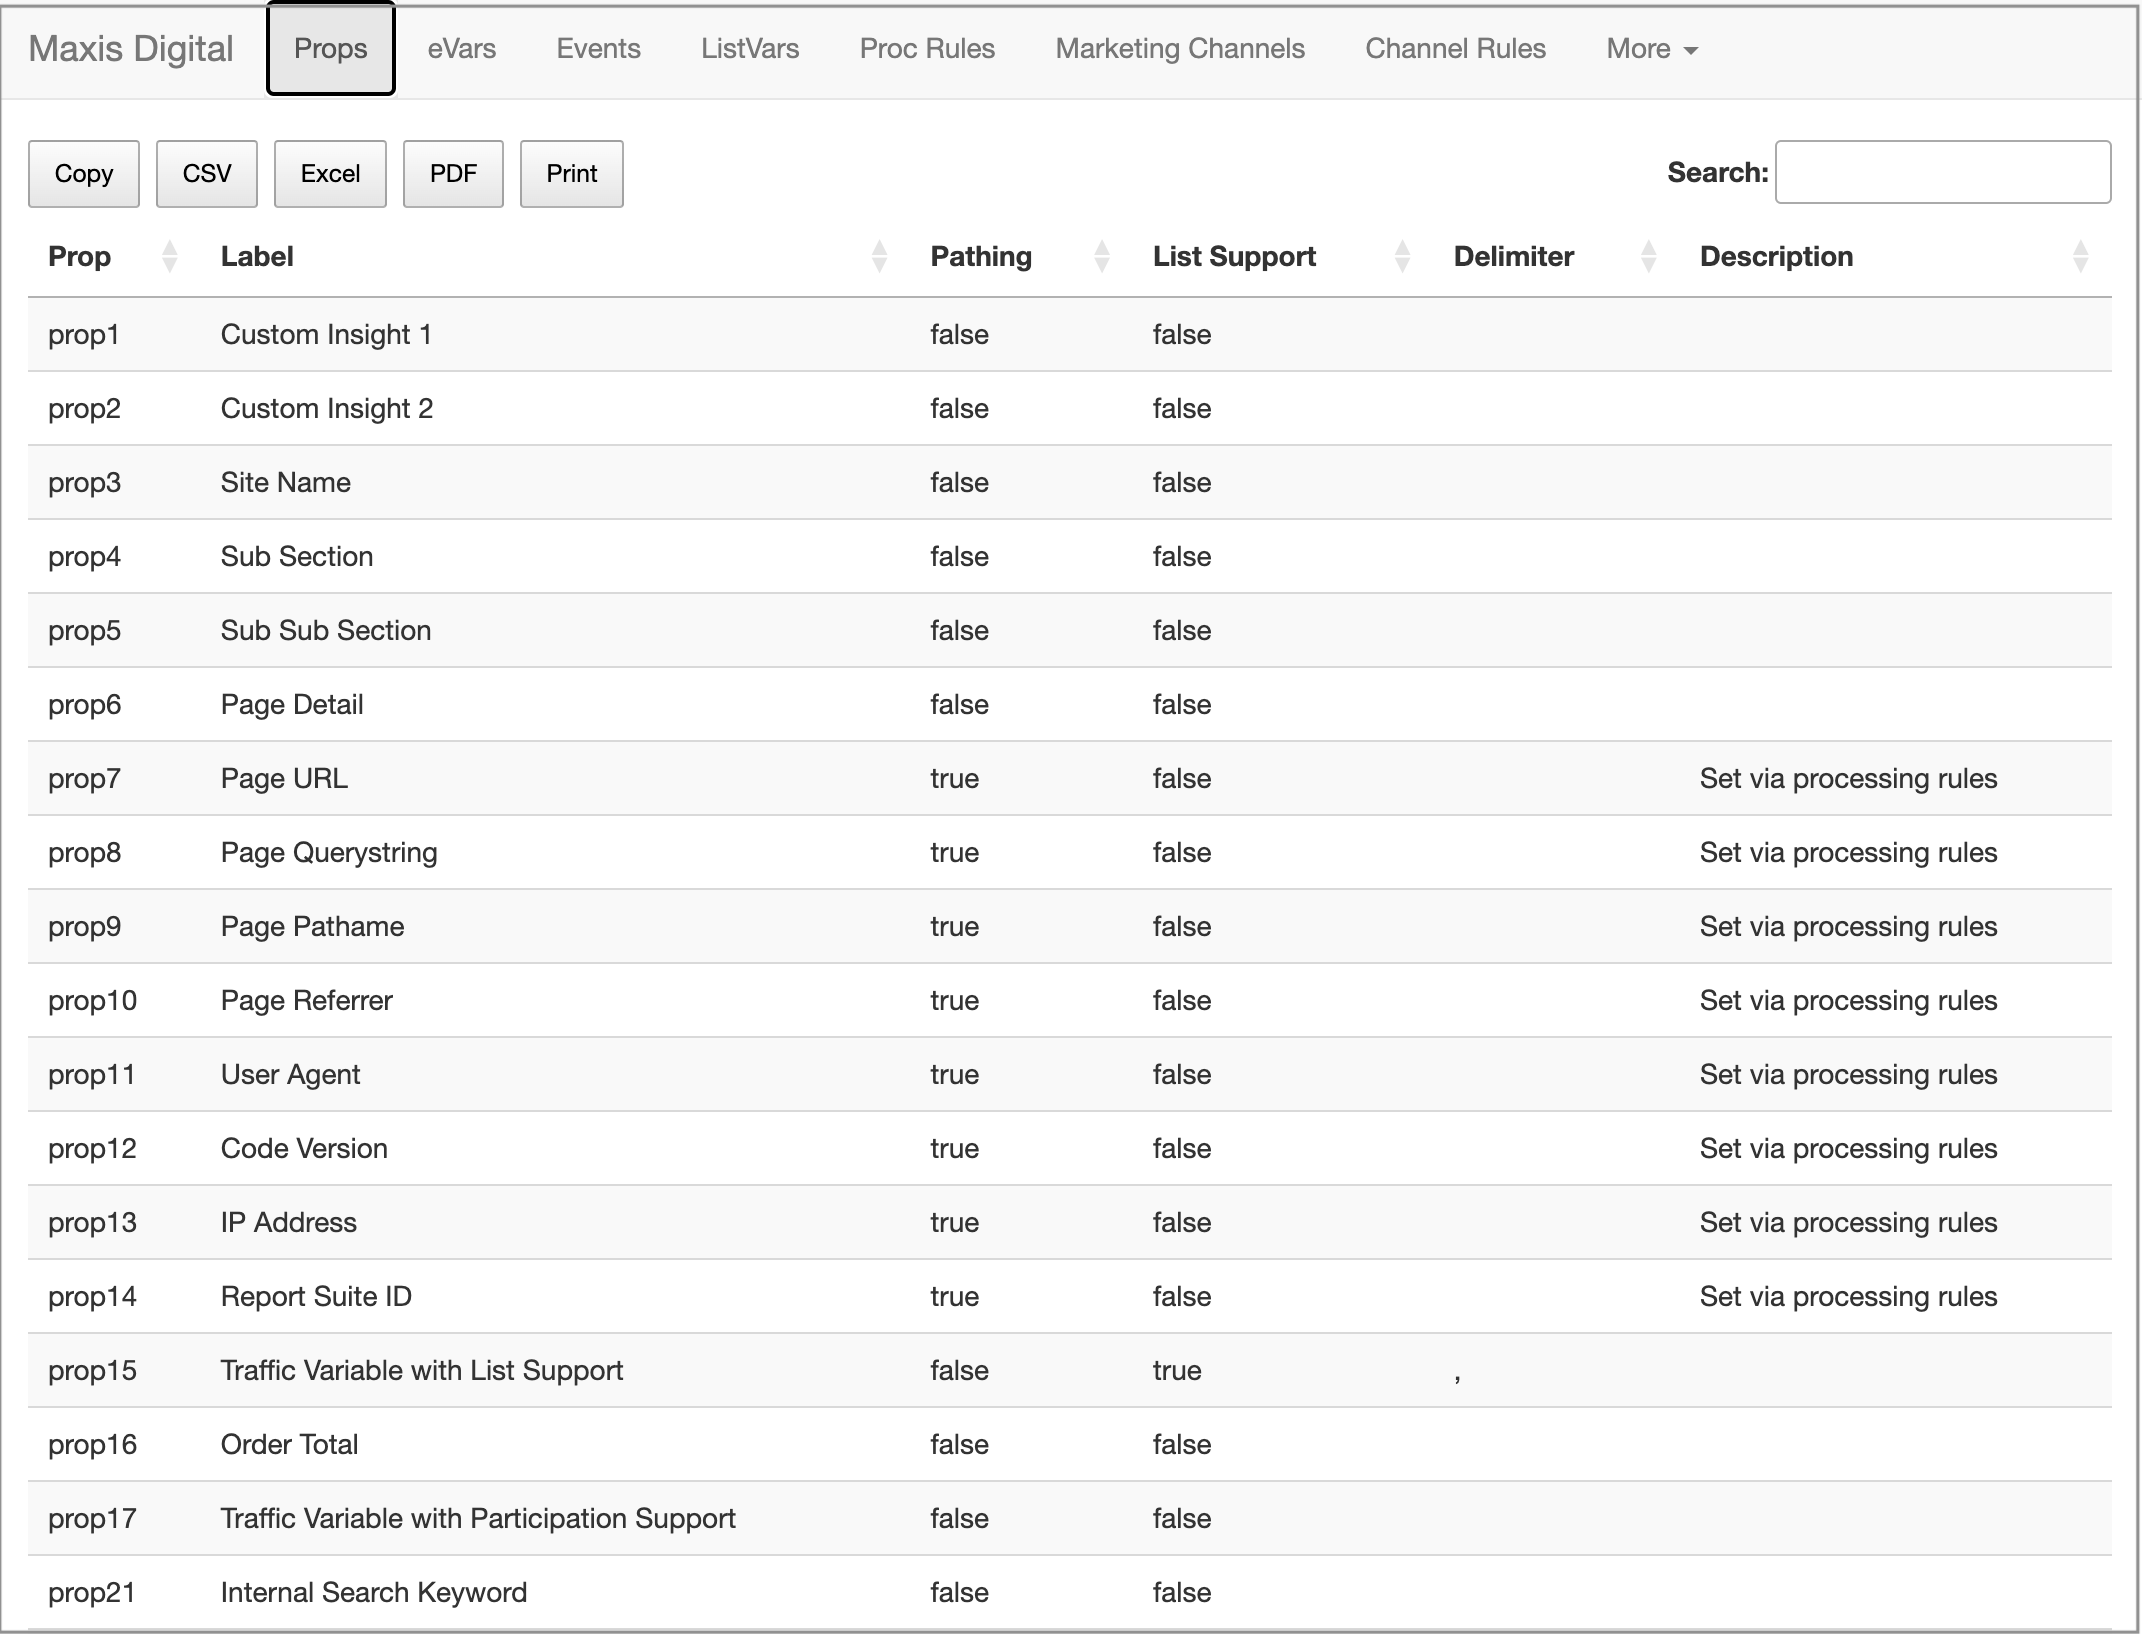 Maxis Digital Props eVars Events ListVars Proc Rules Marketing Channels Channel Rules More
Copy CSV Excel PDF Print Search:
Prop Label Pathing List Support Delimiter Description
prop1 Custom Insight 1 false false
prop2 Custom Insight 2 false false
prop3 Site Name false false
prop4 Sub Section false false
prop5 Sub Sub Section false false
prop6 Page Detail false false
prop7 Page URL true false Set via processing rules
prop8 Page Querystring true false Set via processing rules
prop9 Page Pathame true false Set via processing rules
prop10 Page Referrer true false Set via processing rules
prop11 User Agent true false Set via processing rules
prop12 Code Version true false Set via processing rules
prop13 IP Address true false Set via processing rules
prop14 Report Suite ID true false Set via processing rules
prop15 Traffic Variable with List Support false true ,
prop16 Order Total false false
prop17 Traffic Variable with Participation Support false false
prop21 Internal Search Keyword false false